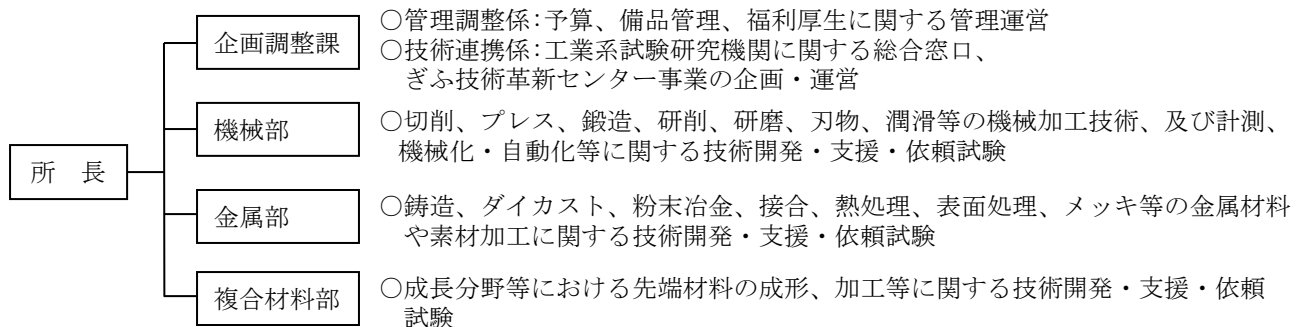 企画調整課
○管理調整係:予算、備品管理、福利厚生に関する管理運営
○技術連携係:工業系試験研究機関に関する総合窓口、
ぎふ技術革新センター事業の企画・運営
機械部
○切削、プレス、鍛造、研削、研磨、刃物、潤滑等の機械加工技術、及び計測、
機械化・自動化等に関する技術開発・支援・依頼試験
所　長
金属部
○鋳造、ダイカスト、粉末冶金、接合、熱処理、表面処理、メッキ等の金属材料
や素材加工に関する技術開発・支援・依頼試験
複合材料部
○成長分野等における先端材料の成形、加工等に関する技術開発・支援・依頼
試験